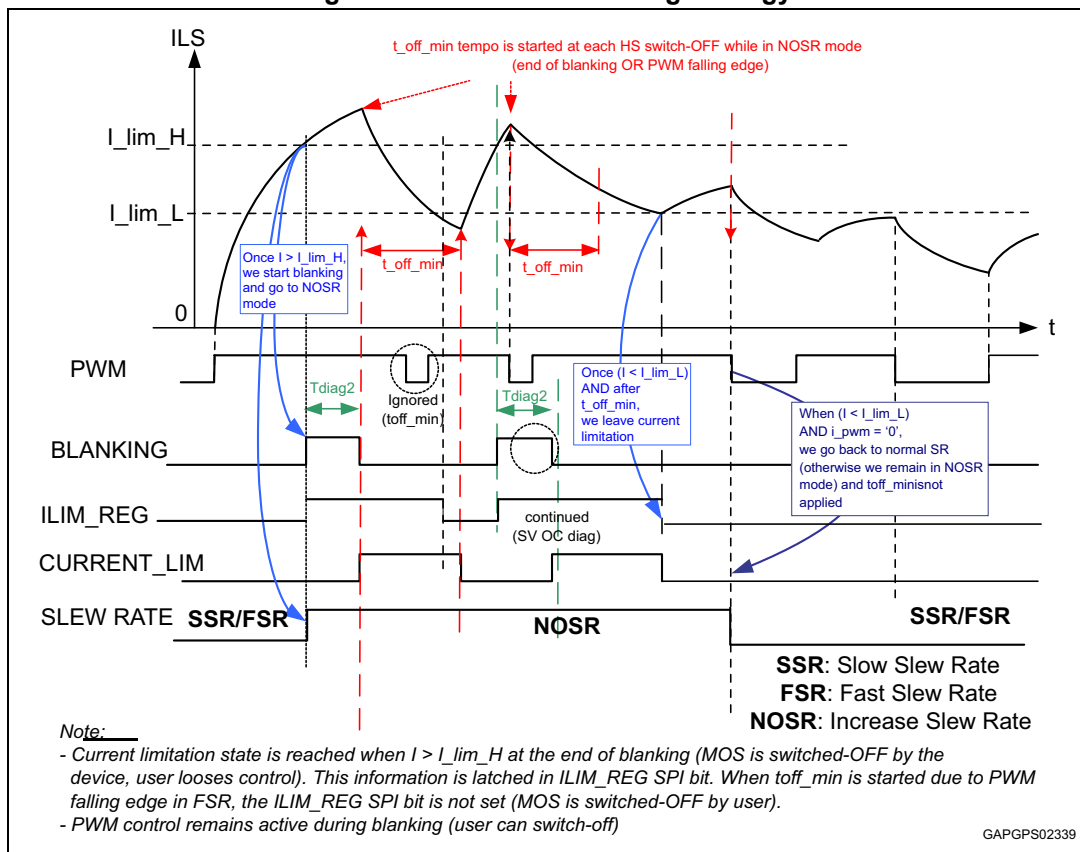 ILS
t_off_min tempo is started at each HS switch-OFF while in NOSR mode
(end of blanking OR PWM falling edge)
I_lim_H
I_lim_L
Once I > I_lim_H,
we start blanking
and go to NOSR
mode
t_off_min
t_off_min
0
t
PWM
Tdiag2
Ignored
(toff_min)
Tdiag2
Once (I < I_lim_L)
AND after
t_off_min,
we leave current
limitation
When (I < I_lim_L)
AND i_pwm = ‘0’,
we go back to normal SR
(otherwise we remain in NOSR
mode) and toff_minisnot
applied
BLANKING
ILIM_REG
continued
(SV OC diag)
CURRENT_LIM
SLEW RATE
SSR/FSR
NOSR
SSR/FSR
SSR: Slow Slew Rate
FSR: Fast Slew Rate
NOSR: Increase Slew Rate
Note:
- Current limitation state is reached when I > I_lim_H at the end of blanking (MOS is switched-OFF by the
device, user looses control). This information is latched in ILIM_REG SPI bit. When toff_min is started due to PWM
falling edge in FSR, the ILIM_REG SPI bit is not set (MOS is switched-OFF by user).
- PWM control remains active during blanking (user can switch-off)
GAPGPS02339